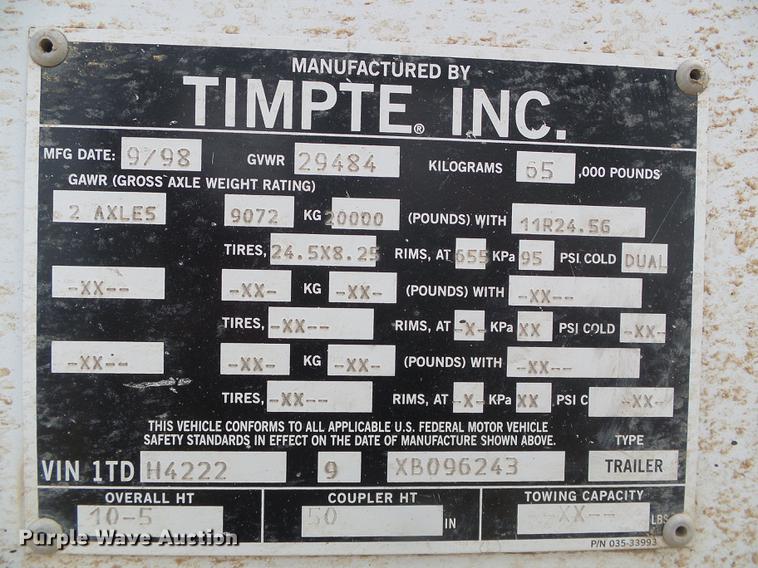 MANUFACTURED BY
TIMPTE® INC.
MFG DATE: 9/98 GVWR 29484 KILOGRAMS 65 ,000 POUNDS
GAWR (GROSS AXLE WEIGHT RATING)
2 AXLES 9072 KG 20000 (POUNDS) WITH 11R24.5G
TIRES, 24.5X8.25 RIMS, AT 655 KPa 95 PSI COLD DUAL
-XX-- -XX- KG -XX-- (POUNDS) WITH -XX--
TIRES, -XX-- RIMS, AT -X- KPa XX PSI COLD -XX-
-XX-- -XX- KG -XX-- (POUNDS) WITH -XX--
TIRES, -XX-- RIMS, AT -X- KPa XX PSI C -XX-
THIS VEHICLE CONFORMS TO ALL APPLICABLE U.S. FEDERAL MOTOR VEHICLE
SAFETY STANDARDS IN EFFECT ON THE DATE OF MANUFACTURE SHOWN ABOVE.
TYPE
VIN 1TD H4222 9 XB096243 TRAILER
OVERALL HT COUPLER HT TOWING CAPACITY
10-5 50 IN -XX-- LBS
P/N 035-33993
Purple Wave Auction